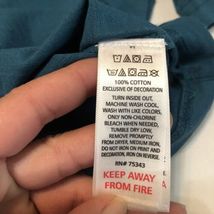 100% COTTON
EXCLUSIVE OF DECORATION
TURN INSIDE OUT,
MACHINE WASH COOL,
WASH WITH LIKE COLORS,
ONLY NON-CHLORINE
BLEACH WHEN NEEDED,
TUMBLE DRY LOW,
REMOVE PROMPTLY
FROM DRYER, MEDIUM IRON,
DO NOT IRON ON PRINT AND
DECORATION, IRON ON REVERSE.
RN# 75343
KEEP AWAY
FROM FIRE